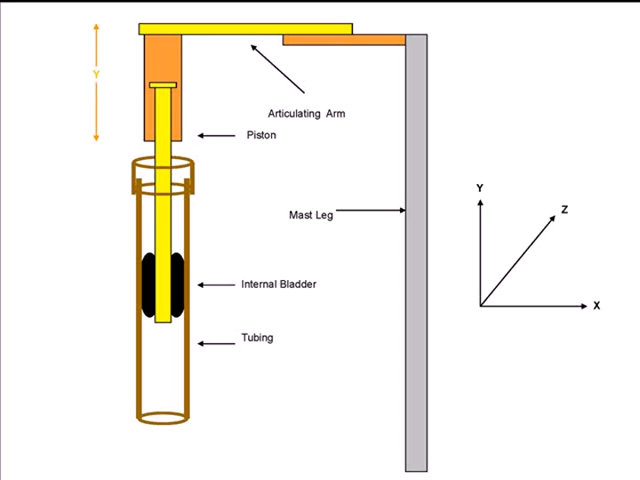 Y
Articulating Arm
Piston
Y
Z
Mast Leg
Internal Bladder
X
Tubing